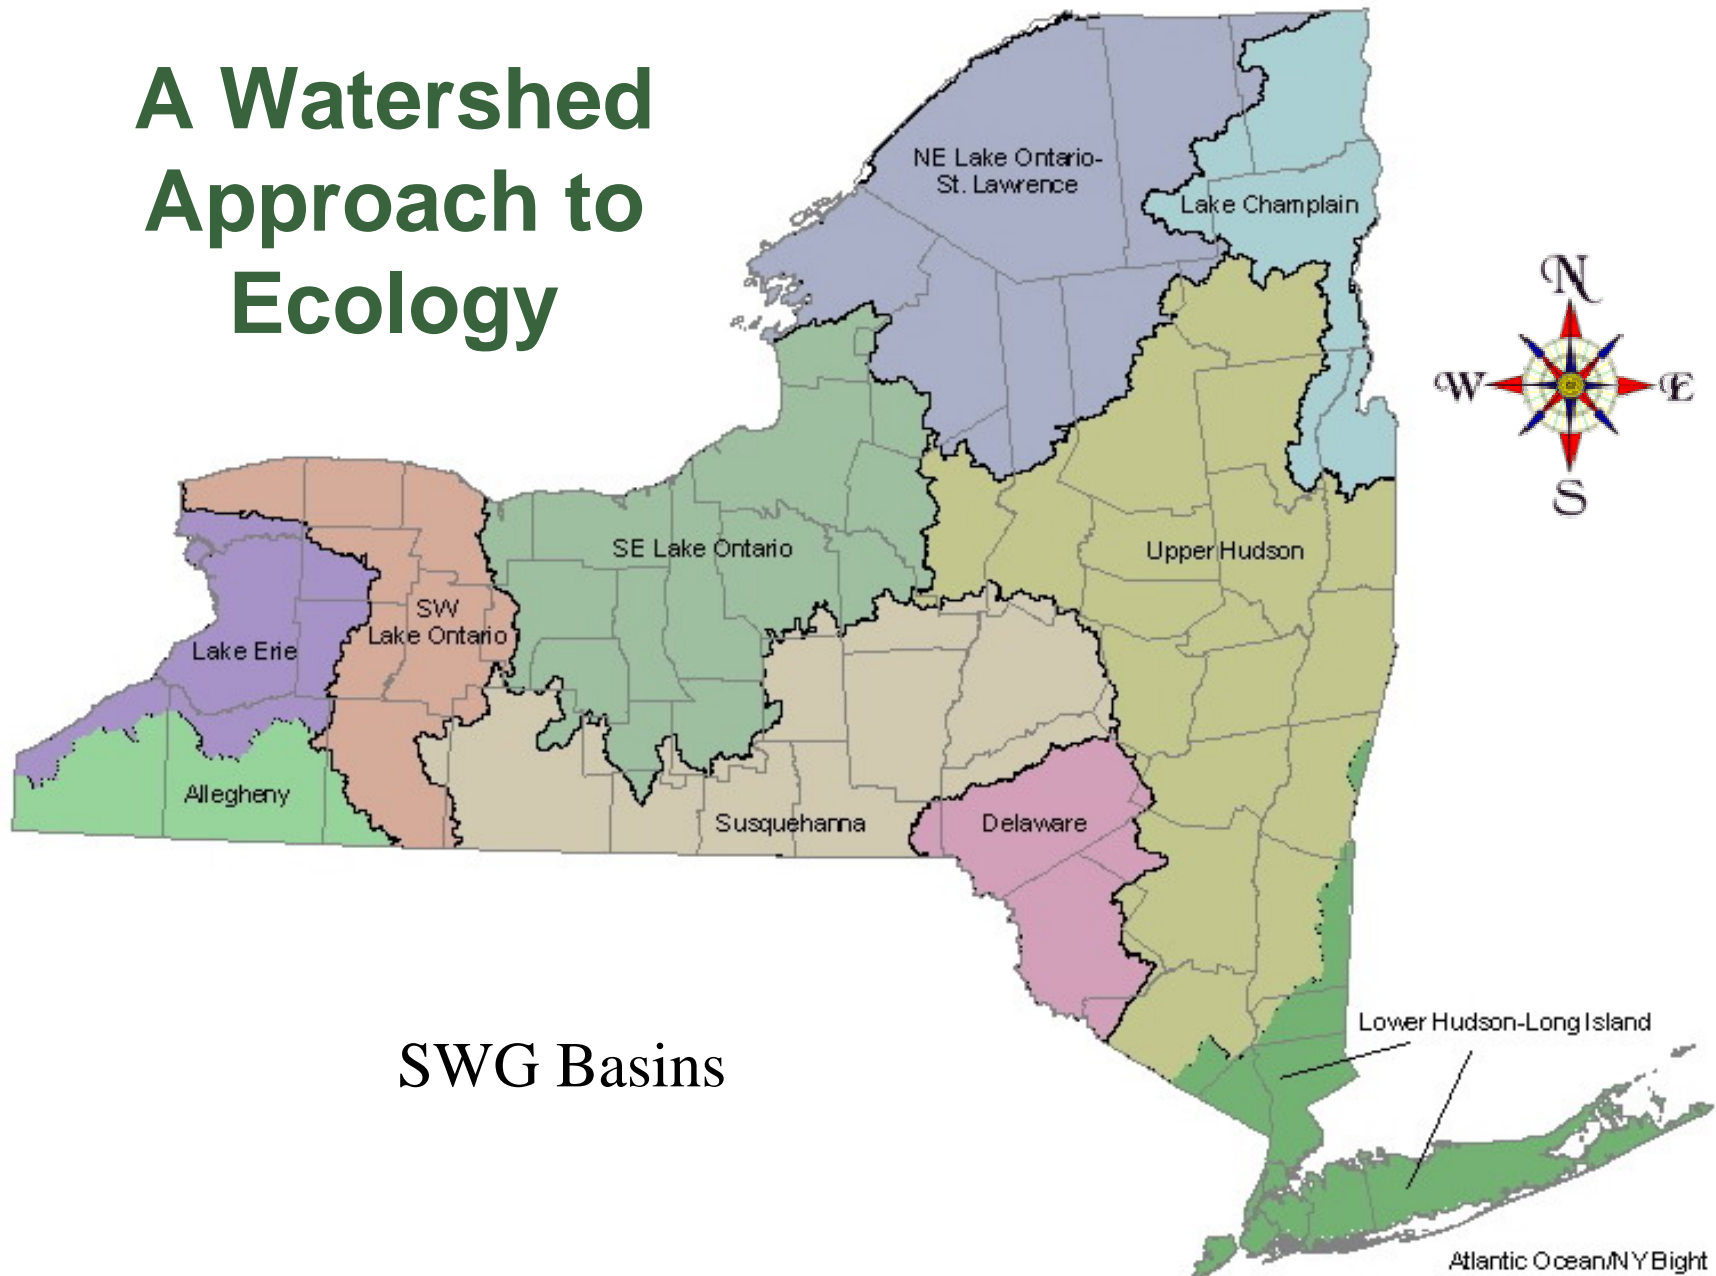 A Watershed
Approach to
Ecology
NE Lake Ontario-
St. Lawrence
Lake Champlain
N
W
E
S
SE Lake Ontario
Upper Hudson
SW
Lake Ontario
Lake Erie
Allegheny
Susquehanna
Delaware
Lower Hudson-Long Island
SWG Basins
Atlantic Ocean/NY Bight